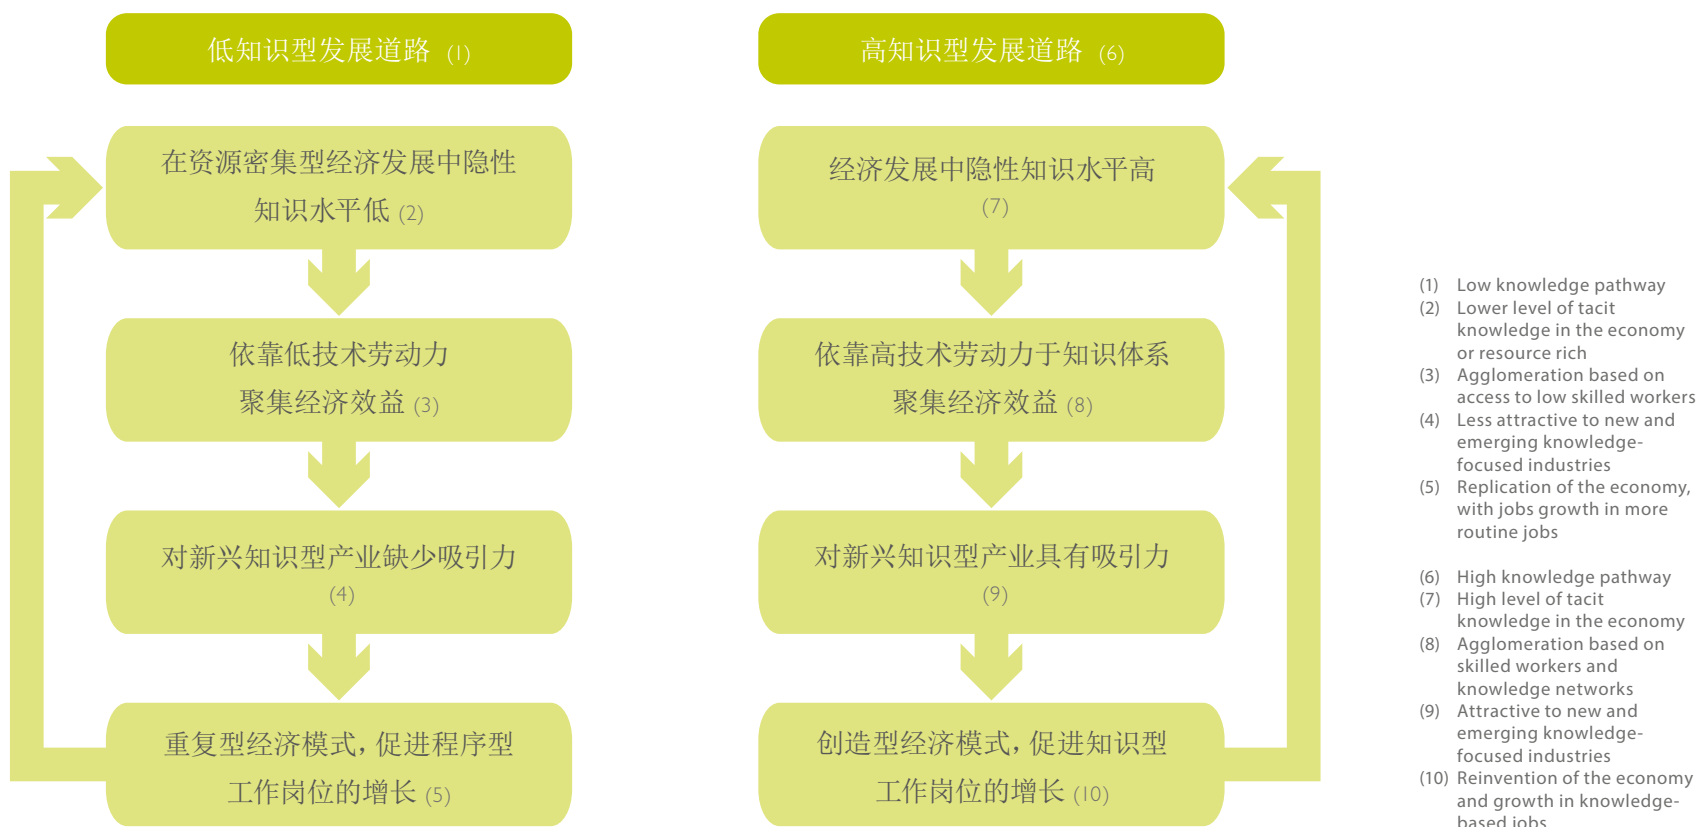 低知识型发展道路 (1)
在资源密集型经济发展中隐性
知识水平低 (2)
依靠低技术劳动力
聚集经济效益 (3)
对新兴知识型产业缺少吸引力
(4)
重复型经济模式,促进程序型
工作岗位的增长 (5)
高知识型发展道路 (6)
经济发展中隐性知识水平高
(7)
依靠高技术劳动力于知识体系
聚集经济效益 (8)
对新兴知识型产业具有吸引力
(9)
创造型经济模式,促进知识型
工作岗位的增长 (10)
(1) Low knowledge pathway
(2) Lower level of tacit
knowledge in the economy
or resource rich
(3) Agglomeration based on
access to low skilled workers
(4) Less attractive to new and
emerging knowledge-
focused industries
(5) Replication of the economy,
with jobs growth in more
routine jobs
(6) High knowledge pathway
(7) High level of tacit
knowledge in the economy
(8) Agglomeration based on
skilled workers and
knowledge networks
(9) Attractive to new and
emerging knowledge-
focused industries
(10) Reinvention of the economy
and growth in knowledge-
based jobs